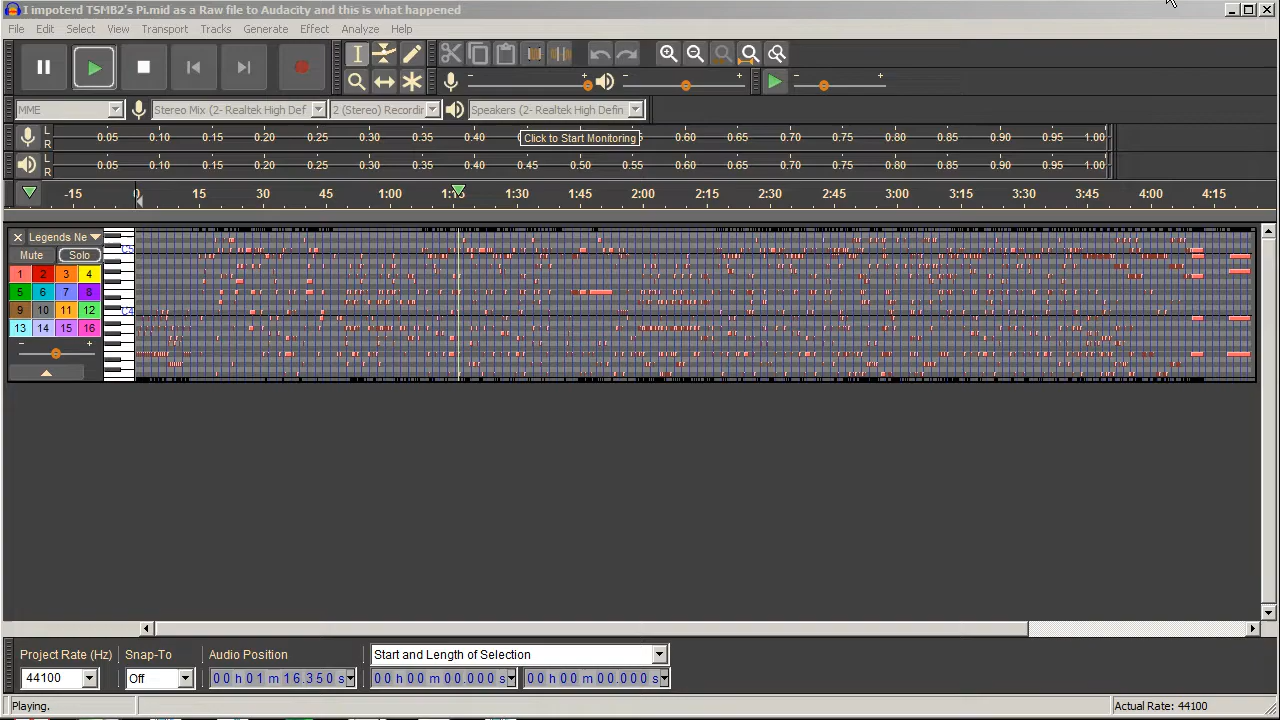 I impoterd TSMB2's Pi.mid as a Raw file to Audacity and this is what happened
File Edit Select View Transport Tracks Generate Effect Analyze Help
MME Stereo Mix (2- Realtek High Def 2 (Stereo) Recordir Speakers (2- Realtek High Defin
L 0.05 0.10 0.15 0.20 0.25 0.30 0.35 0.40 Click to Start Monitoring 0.60 0.65 0.70 0.75 0.80 0.85 0.90 0.95 1.00
R
L 0.05 0.10 0.15 0.20 0.25 0.30 0.35 0.40 0.45 0.50 0.55 0.60 0.65 0.70 0.75 0.80 0.85 0.90 0.95 1.00
R
-15 15 30 45 1:00 1:30 1:45 2:00 2:15 2:30 2:45 3:00 3:15 3:30 3:45 4:00 4:15
Legends Ne
C5
Mute Solo
1 2 3 4
5 6 7 8
9 10 11 12
C4
13 14 15 16
- +
Project Rate (Hz) Snap-To Audio Position Start and Length of Selection
44100 Off 00 h 01 m 16.350 s 00 h 00 m 00.000 s 00 h 00 m 00.000 s
Playing. Actual Rate: 44100